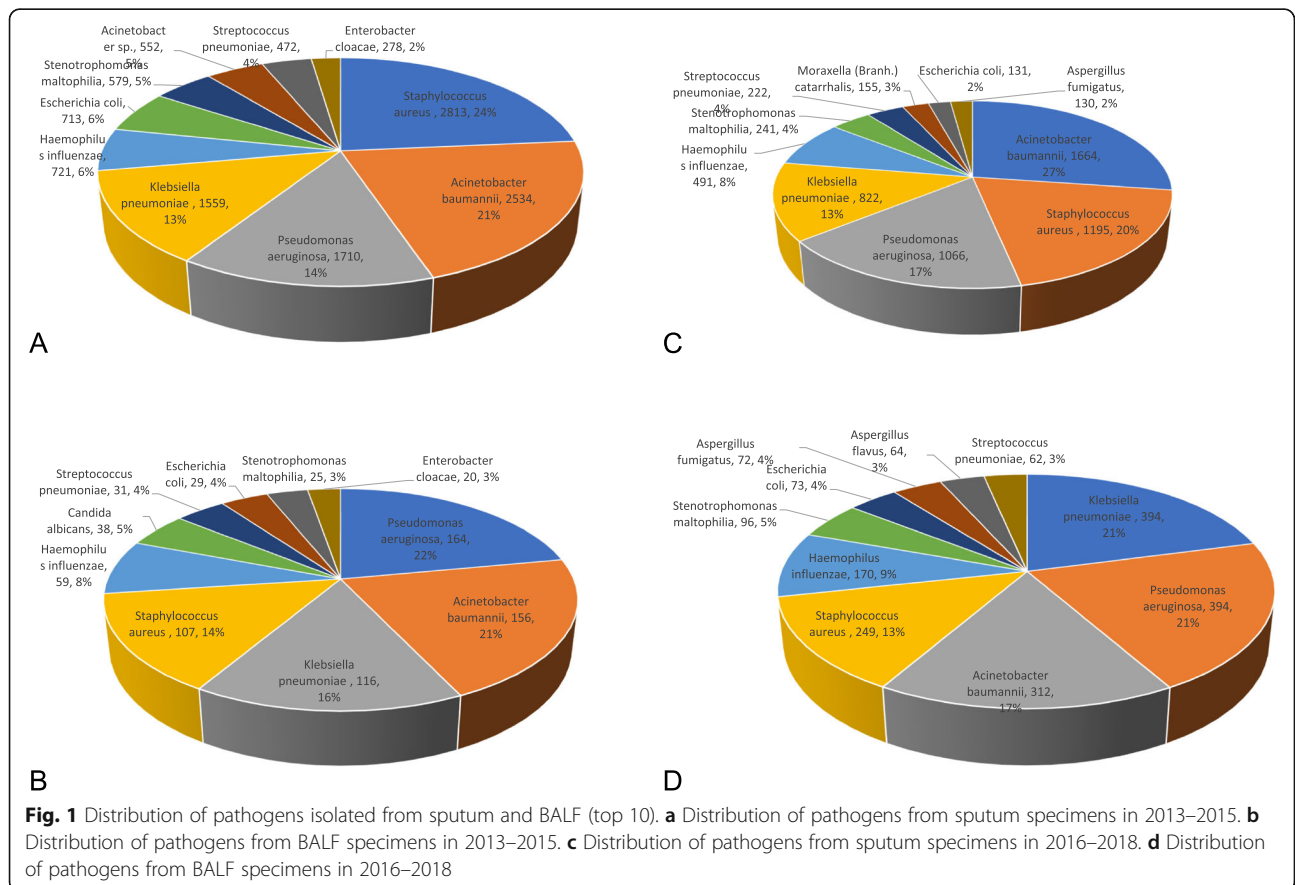 Acinetobact
er sp., 552,
5%
Streptococcus
pneumoniae, 472,
4%
Enterobacter
cloacae, 278, 2%
Stenotrophomonas
maltophilia, 579, 5%
Escherichia coli,
713, 6%
Haemophilu
s influenzae,
721, 6%
Klebsiella
pneumoniae , 1559,
13%
Pseudomonas
aeruginosa, 1710,
14%
Acinetobacter
baumannii, 2534,
21%
Staphylococcus
aureus , 2813, 24%
A
Streptococcus
pneumoniae, 222,
4%
Moraxella (Branh.)
catarrhalis, 155, 3%
Escherichia coli, 131,
2%
Aspergillus
fumigatus,
130, 2%
Stenotrophomonas
maltophilia, 241, 4%
Haemophilu
s influenzae,
491, 8%
Klebsiella
pneumoniae , 822,
13%
Pseudomonas
aeruginosa, 1066,
17%
Staphylococcus
aureus , 1195, 20%
Acinetobacter
baumannii 1664,
27%
C
Streptococcus
pneumoniae, 31, 4%
Escherichia
coli, 29, 4%
Stenotrophomonas
maltophilia, 25, 3%
Enterobacter
cloacae, 20, 3%
Candida
albicans, 38, 5%
Haemophilu
s influenzae,
59, 8%
Staphylococcus
aureus , 107, 14%
Klebsiella
pneumoniae , 116,
16%
Acinetobacter
baumannii, 156,
21%
Pseudomonas
aeruginosa, 164,
22%
B
Aspergillus
fumigatus, 72, 4%
Aspergillus
flavus, 64,
3%
Streptococcus
pneumoniae, 62, 3%
Escherichia
coli, 73, 4%
Stenotrophomonas
maltophilia, 96, 5%
Haemophilus
influenzae, 170, 9%
Staphylococcus
aureus , 249, 13%
Acinetobacter
baumannii, 312,
17%
Pseudomonas
aeruginosa, 394,
21%
Klebsiella
pneumoniae , 394,
21%
D
Fig. 1 Distribution of pathogens isolated from sputum and BALF (top 10). a Distribution of pathogens from sputum specimens in 2013–2015. b
Distribution of pathogens from BALF specimens in 2013–2015. c Distribution of pathogens from sputum specimens in 2016–2018. d Distribution
of pathogens from BALF specimens in 2016–2018